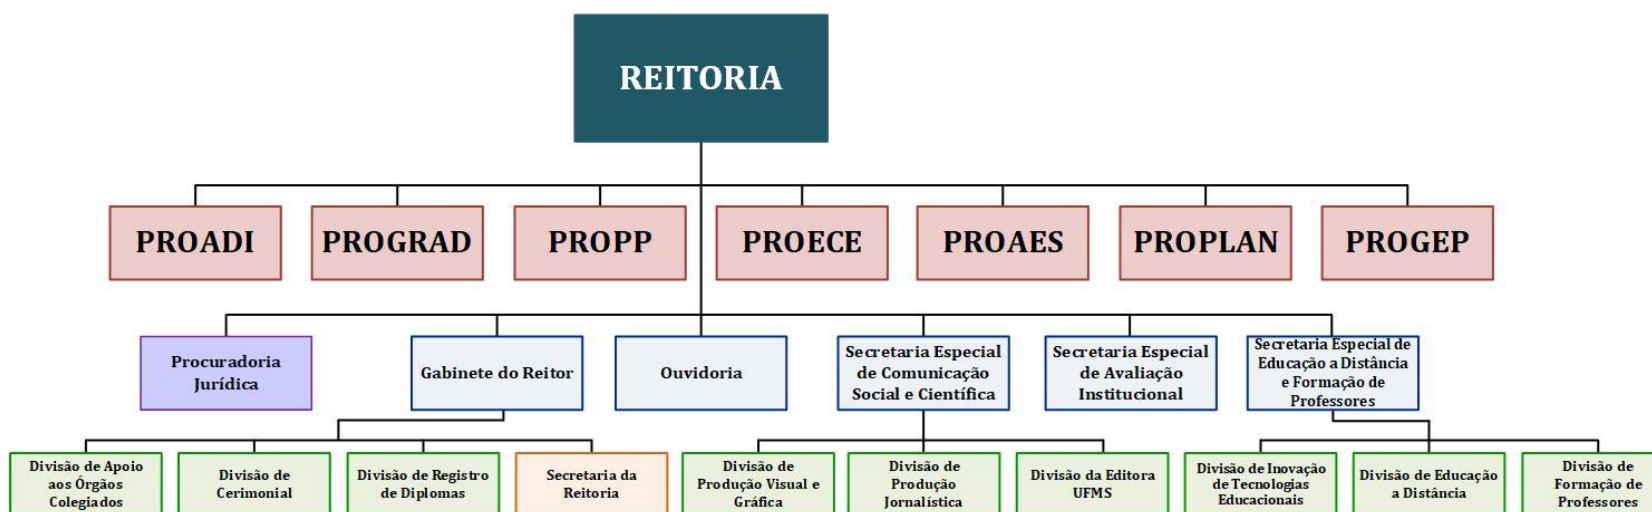 REITORIA
PROADI
PROGRAD
PROPP
PROECE
PROAES
PROPLAN
PROGEP
Procuradoria
Jurídica
Gabinete do Reitor
Ouvidoria
Secretaria Especial
de Comunicação
Social e Científica
Secretaria Especial
de Avaliação
Institucional
Secretaria Especial de
Educação a Distância
e Formação de
Professores
Divisão de Apoio
aos Órgãos
Colegiados
Divisão de
Cerimonial
Divisão de Registro
de Diplomas
Secretaria da
Reitoria
Divisão de
Produção Visual e
Gráfica
Divisão de
Produção
Jornalística
Divisão da Editora
UFMS
Divisão de Inovação
de Tecnologias
Educacionais
Divisão de Educação
a Distância
Divisão de
Formação de
Professores